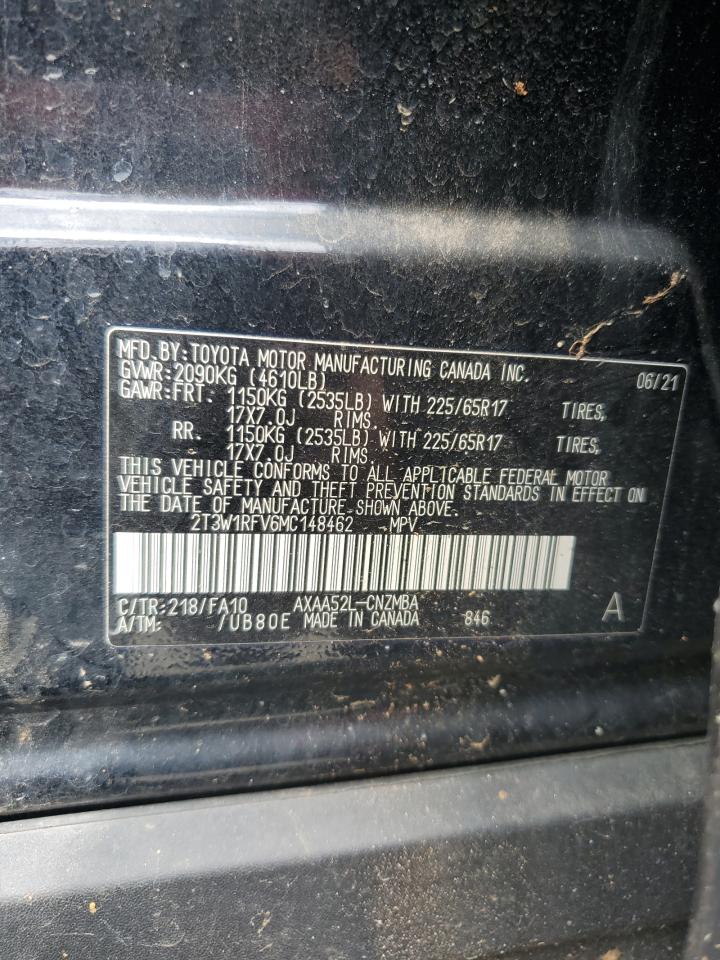 MFD.BY:TOYOTA MOTOR MANUFACTURING CANADA INC. 06/21
GVWR:2090KG (4610LB)
GAWR:FRT. 1150KG (2535LB) WITH 225/65R17 TIRES,
17X7.0J RIMS.
RR. 1150KG (2535LB) WITH 225/65R17 TIRES,
17X7.0J RIMS.
THIS VEHICLE CONFORMS TO ALL APPLICABLE FEDERAL MOTOR
VEHICLE SAFETY AND THEFT PREVENTION STANDARDS IN EFFECT ON
THE DATE OF MANUFACTURE SHOWN ABOVE.
2T3W1RFV6MC148462 MPV
C/TR:218/FA10 AXAA52L-CNZMBA A
A/TM: /UB80E MADE IN CANADA 846